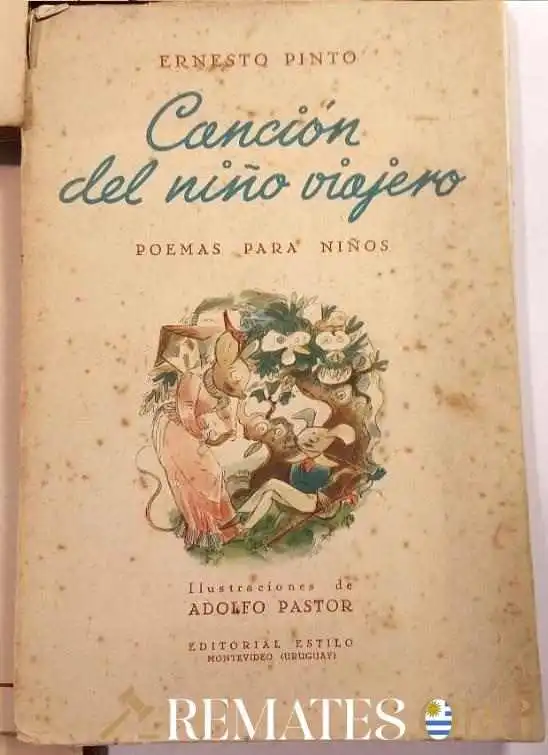 ERNESTO PINTO
Canción
del niño viajero
POEMAS PARA NIÑOS
Ilustraciones de
ADOLFO PASTOR
EDITORIAL ESTILO
MONTEVIDEO (URUGUAY)
REMATES